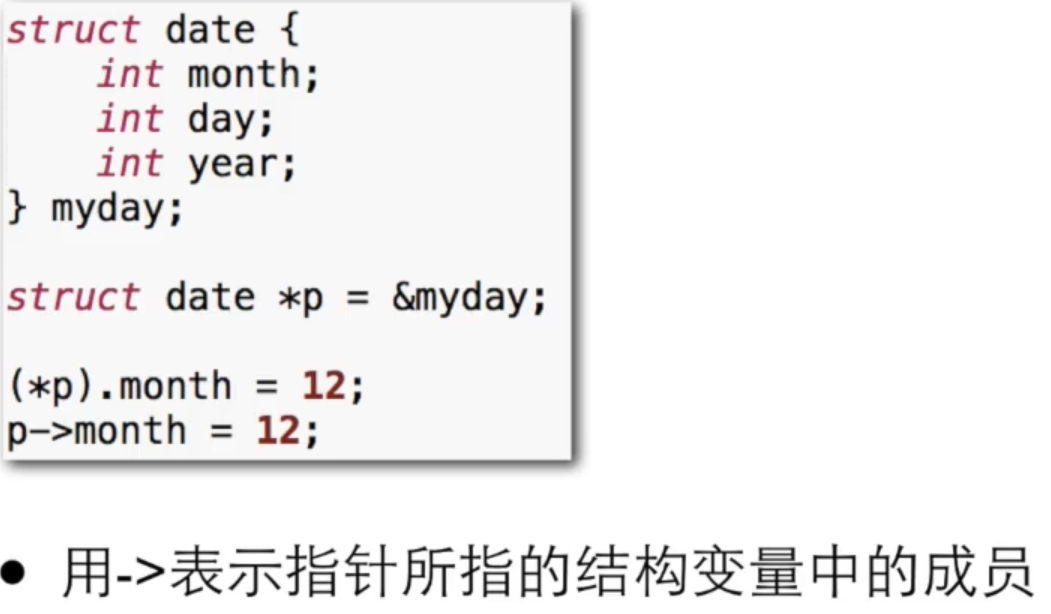 struct date {
    int month;
    int day;
    int year;
} myday;
struct date *p = &myday;
(*p).month = 12;
p->month = 12;
• 用->表示指针所指的结构变量中的成员